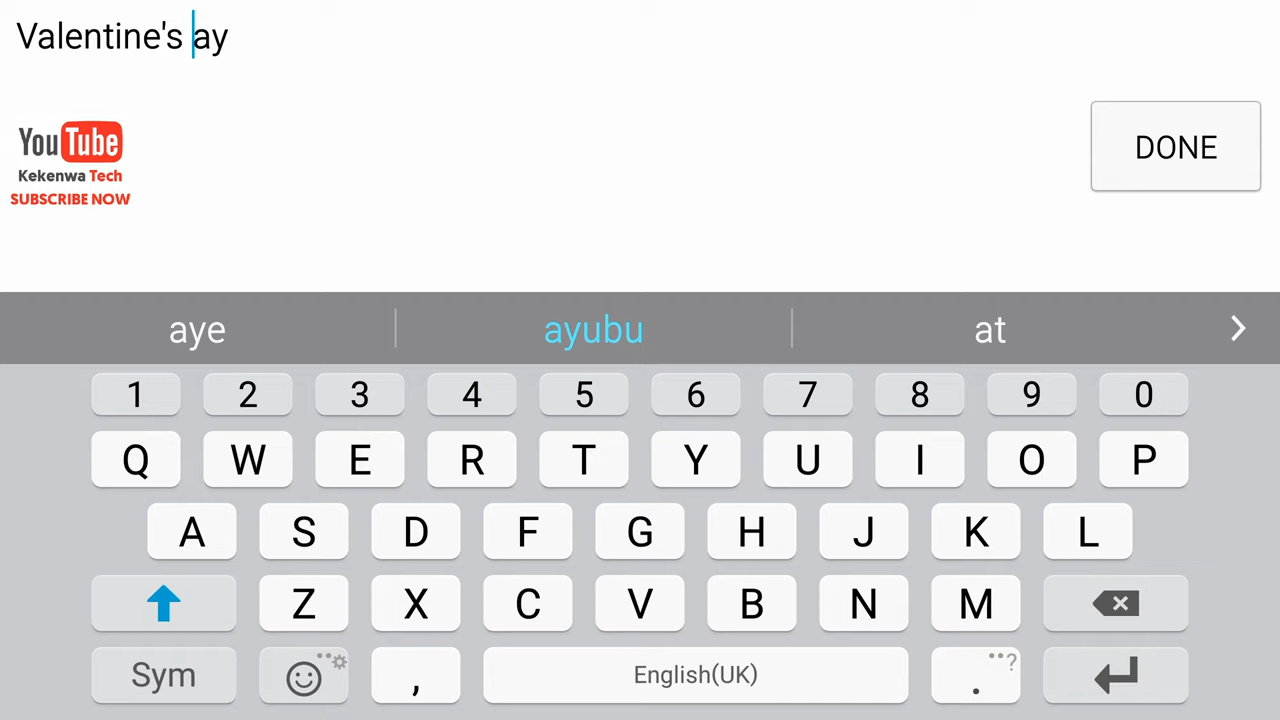 Valentine's ay
YouTube
Kekenwa Tech
SUBSCRIBE NOW
DONE
aye ayubu at
1 2 3 4 5 6 7 8 9 0
Q W E R T Y U I O P
A S D F G H J K L
Z X C V B N M
Sym , English(UK) . ?